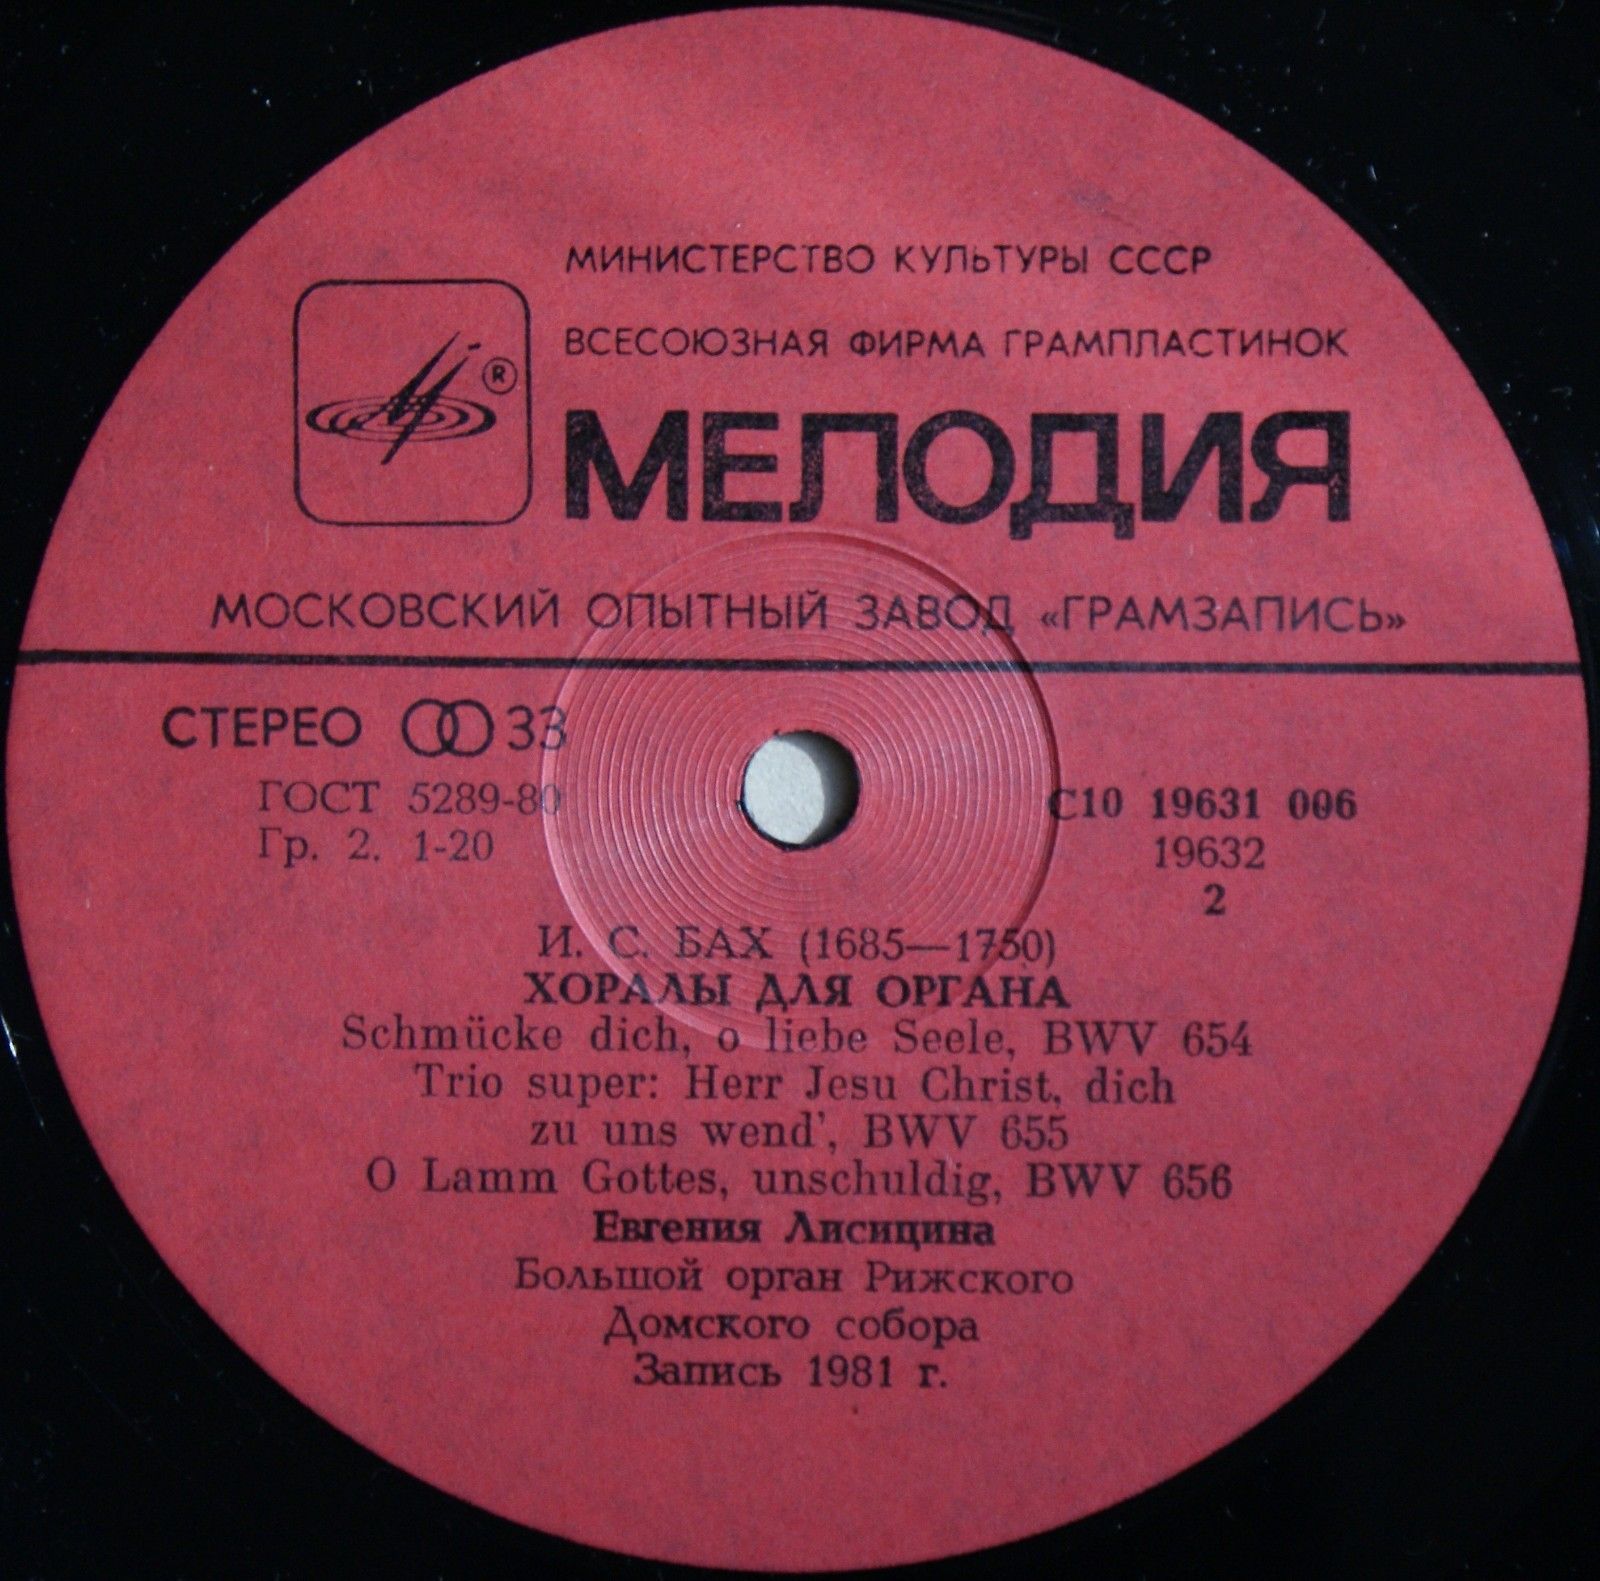 МИНИСТЕРСТВО КУЛЬТУРЫ СССР
ВСЕСОЮЗНАЯ ФИРМА ГРАМПЛАСТИНОК
®
МЕЛОДИЯ
МОСКОВСКИЙ ОПЫТНЫЙ ЗАВОД «ГРАМЗАПИСЬ»
СТЕРЕО 33
ГОСТ 5289-80
Гр. 2. 1-20
С10 19631 006
19632
2
И. С. БАХ (1685—1750)
ХОРАЛЫ ДЛЯ ОРГАНА
Schmücke dich, o liebe Seele, BWV 654
Trio super: Herr Jesu Christ, dich
zu uns wend', BWV 655
O Lamm Gottes, unschuldig, BWV 656
Евгения Лисицина
Большой орган Рижского
Домского собора
Запись 1981 г.